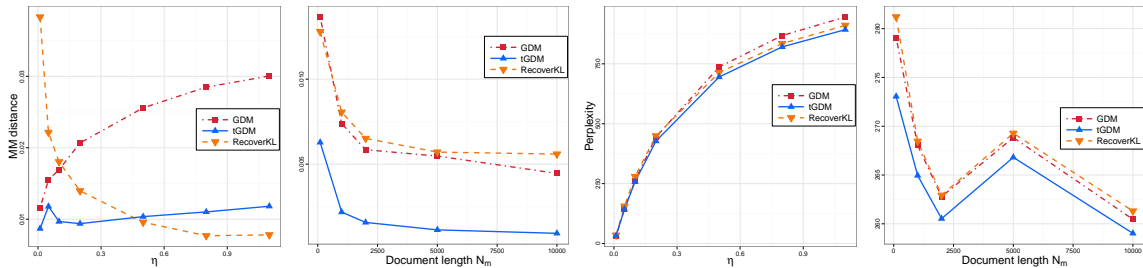 MM distance
0.03
0.02
0.01
GDM
tGDM
RecoverKL
0.0
0.3
0.6
0.9
η
0.010
0.005
GDM
tGDM
RecoverKL
0
2500
5000
7500
10000
Document length Nm
Perplexity
750
500
250
0
GDM
tGDM
RecoverKL
0.0
0.3
0.6
0.9
η
280
275
270
265
260
GDM
tGDM
RecoverKL
0
2500
5000
7500
10000
Document length Nm